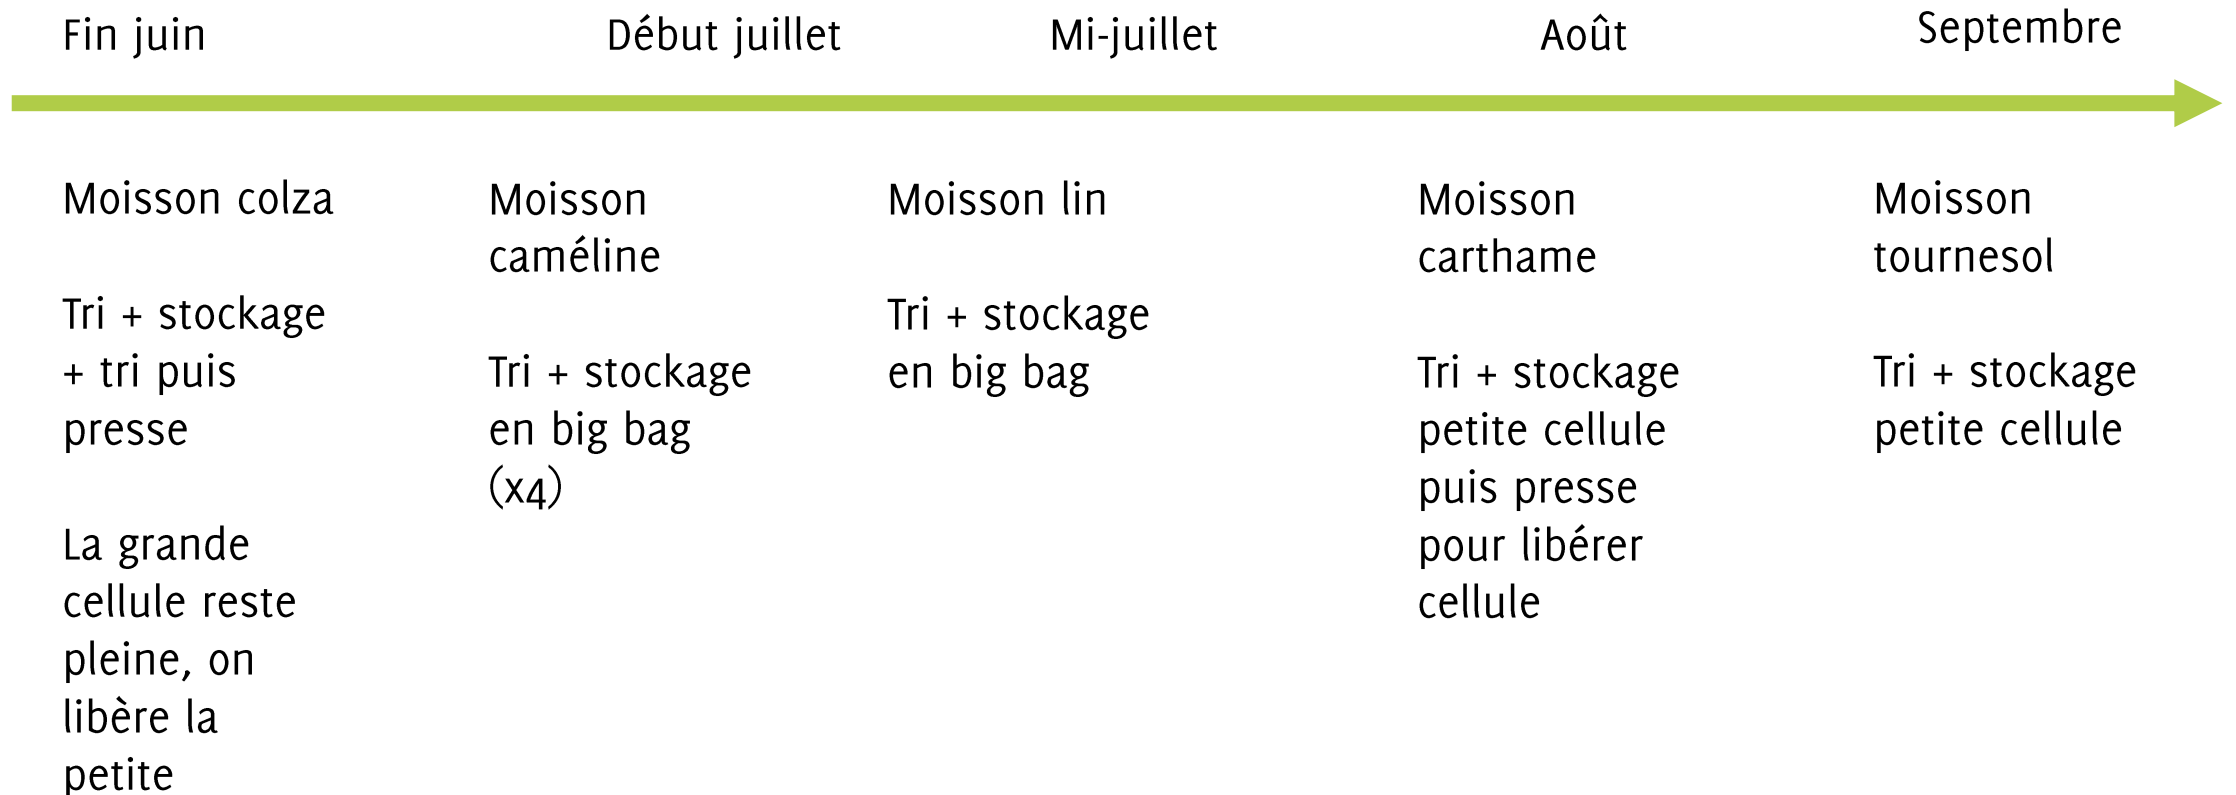 Fin juin
Début juillet
Mi-juillet
Août
Septembre
Moisson colza
Tri + stockage
+ tri puis
presse
La grande
cellule reste
pleine, on
libère la
petite
Moisson
caméline
Tri + stockage
en big bag
(x4)
Moisson lin
Tri + stockage
en big bag
Moisson
carthame
Tri + stockage
petite cellule
puis presse
pour libérer
cellule
Moisson
tournesol
Tri + stockage
petite cellule